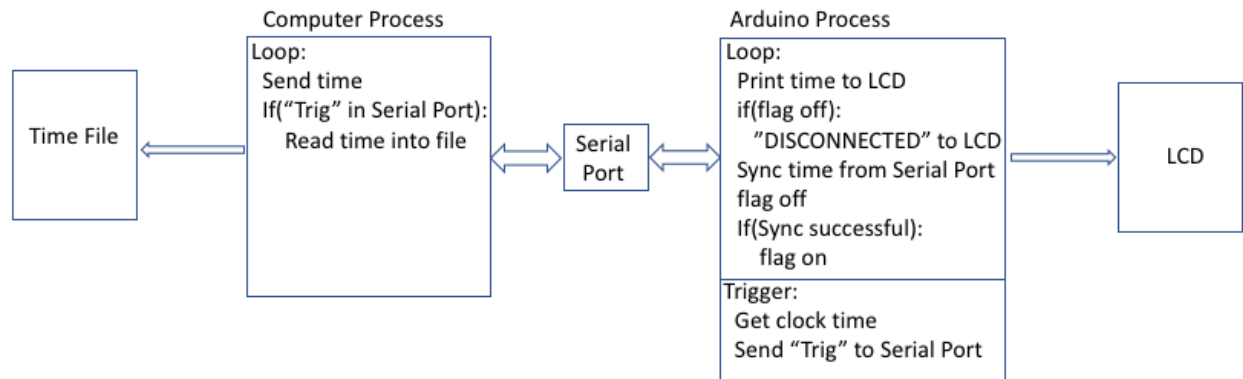 Computer Process
Loop:
Send time
If(“Trig” in Serial Port):
Read time into file
Time File
Serial
Port
Arduino Process
Loop:
Print time to LCD
if(flag off):
”DISCONNECTED” to LCD
Sync time from Serial Port
flag off
If(Sync successful):
flag on
Trigger:
Get clock time
Send “Trig” to Serial Port
LCD